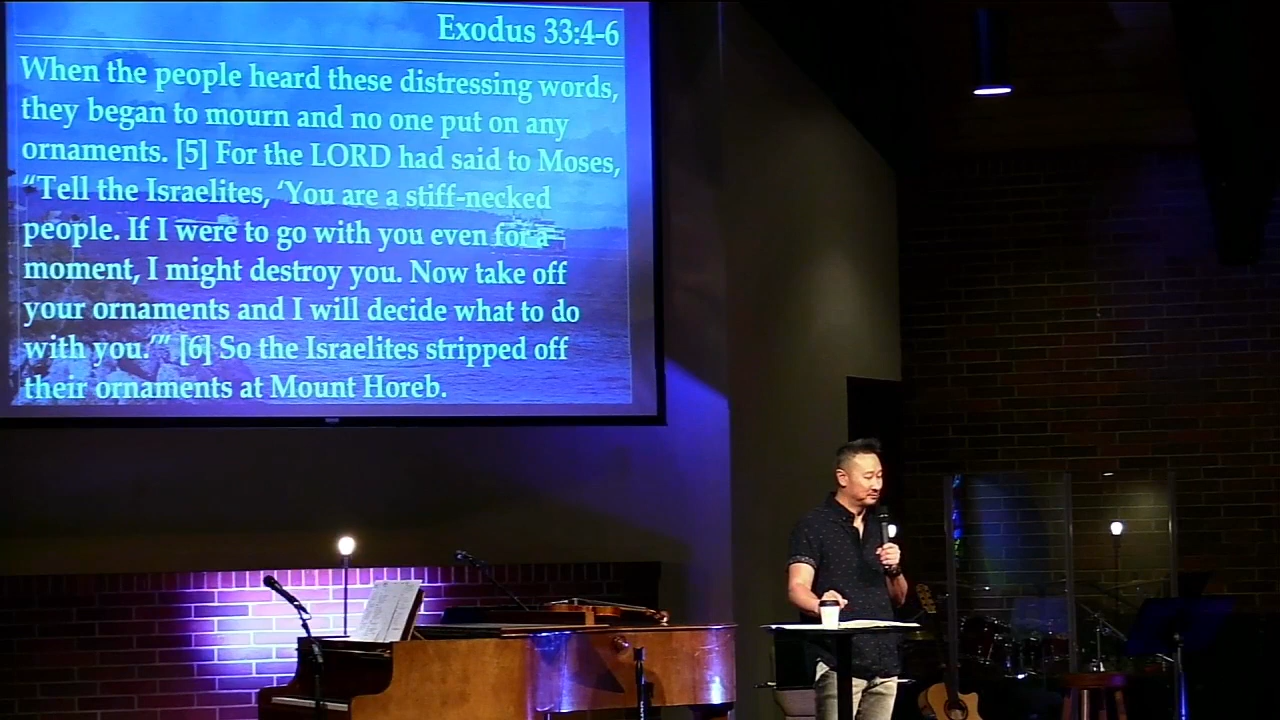 Exodus 33:4-6
When the people heard these distressing words,
they began to mourn and no one put on any
ornaments. [5] For the LORD had said to Moses,
“Tell the Israelites, ‘You are a stiff-necked
people. If I were to go with you even for a
moment, I might destroy you. Now take off
your ornaments and I will decide what to do
with you.’” [6] So the Israelites stripped off
their ornaments at Mount Horeb.